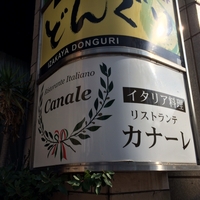 どんぐり
IZAKAYA DONGURI
Ristorante Italiano
Canale
イタリア料理
リストランテ
カナーレ